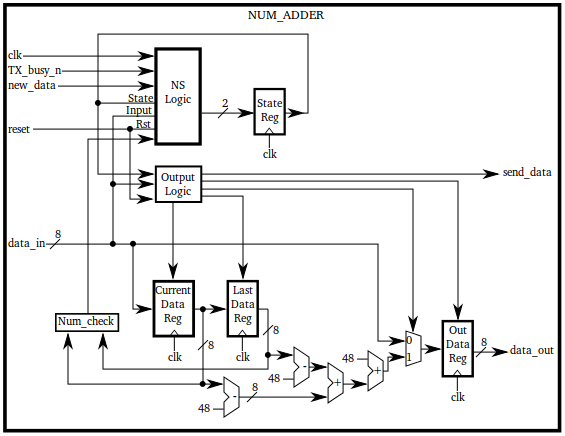 NUM_ADDER
clk
TX_busy_n
new_data
State
Input
reset
Rst
NS
Logic
2
State
Reg
clk
Output
Logic
send_data
data_in
8
Current
Data
Reg
clk
8
Last
Data
Reg
clk
8
Num_check
48
-
8
48
-
+
48
+
0
1
Out
Data
Reg
clk
8
data_out